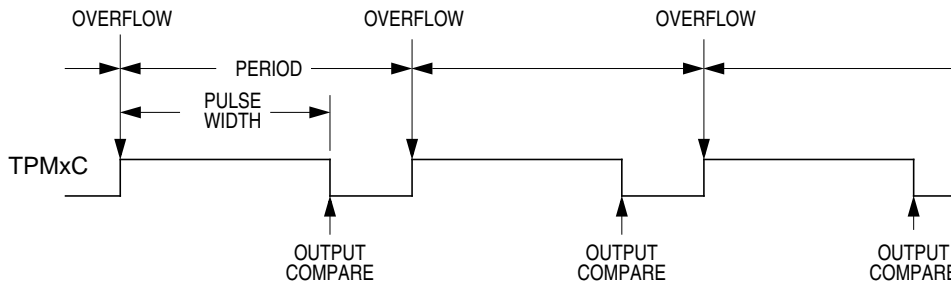 OVERFLOW
OVERFLOW
OVERFLOW
PERIOD
PULSE
WIDTH
TPMxC
OUTPUT
COMPARE
OUTPUT
COMPARE
OUTPUT
COMPARE